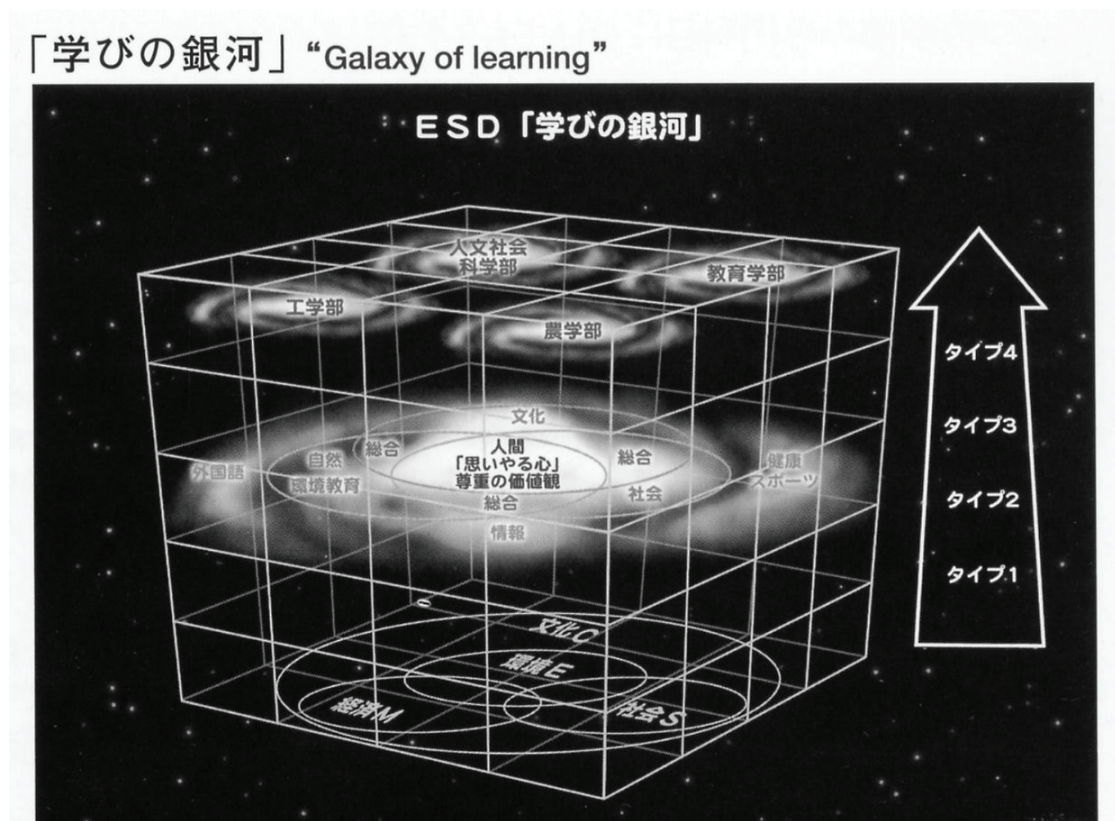 「学びの銀河」 “Galaxy of learning”
ESD「学びの銀河」
人文社会
科学部
教育学部
工学部
農学部
タイプ4
タイプ3
タイプ2
タイプ1
文化
総合
人間
「思いやる心」
尊重の価値観
総合
自然
環境教育
外国語
社会
健康
スポーツ
総合
情報
0
文化C
環境E
経済M
社会S